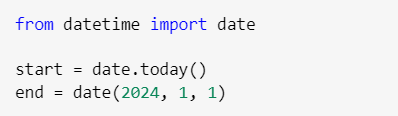 from datetime import date
start = date.today()
end = date(2024, 1, 1)